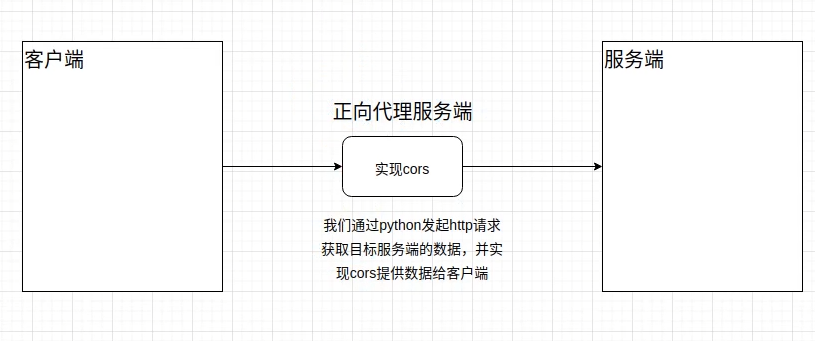 客户端
服务端
正向代理服务端
实现cors
我们通过python发起http请求
获取目标服务端的数据，并实
现cors提供数据给客户端